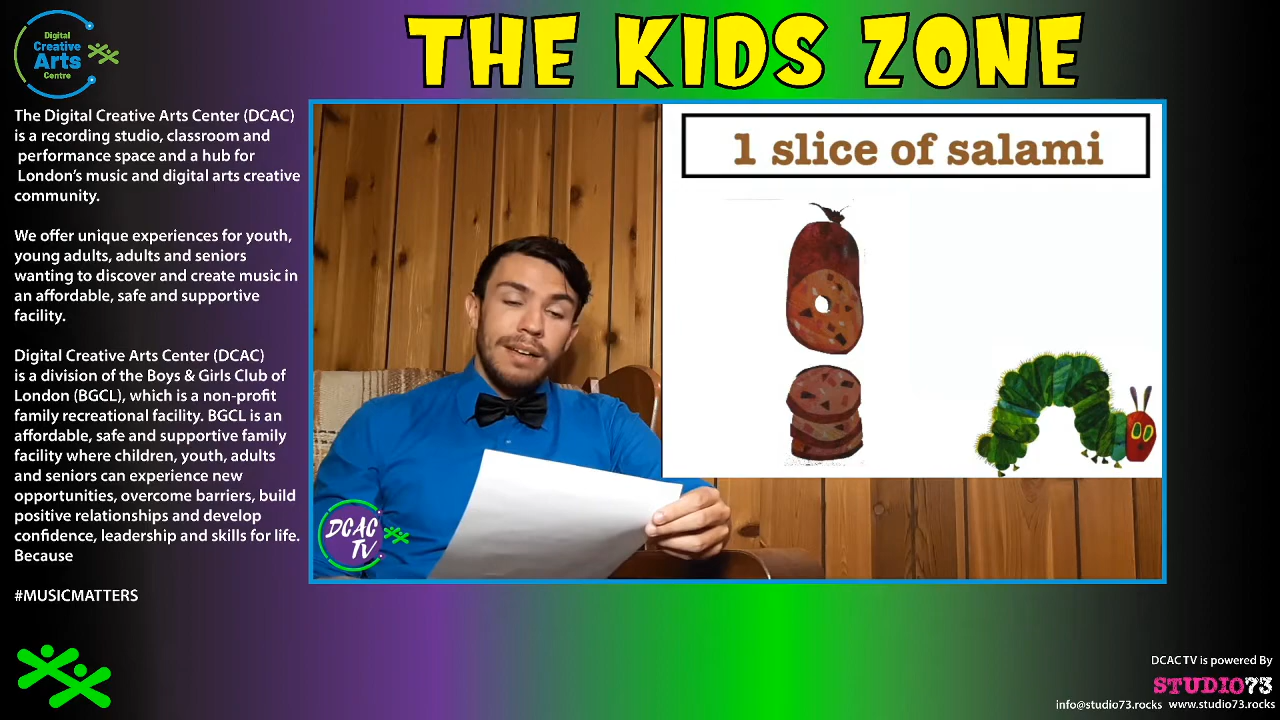 Digital
Creative
Arts
Centre
THE KIDS ZONE
The Digital Creative Arts Center (DCAC)
is a recording studio, classroom and
performance space and a hub for
London's music and digital arts creative
community.
We offer unique experiences for youth,
young adults, adults and seniors
wanting to discover and create music in
an affordable, safe and supportive
facility.
Digital Creative Arts Center (DCAC)
is a division of the Boys & Girls Club of
London (BGCL), which is a non-profit
family recreational facility. BGCL is an
affordable, safe and supportive family
facility where children, youth, adults
and seniors can experience new
opportunities, overcome barriers, build
positive relationships and develop
confidence, leadership and skills for life.
Because
#MUSICMATTERS
1 slice of salami
DCAC
TV
DCAC TV is powered By
STUDIO73
info@studio73.rocks www.studio73.rocks